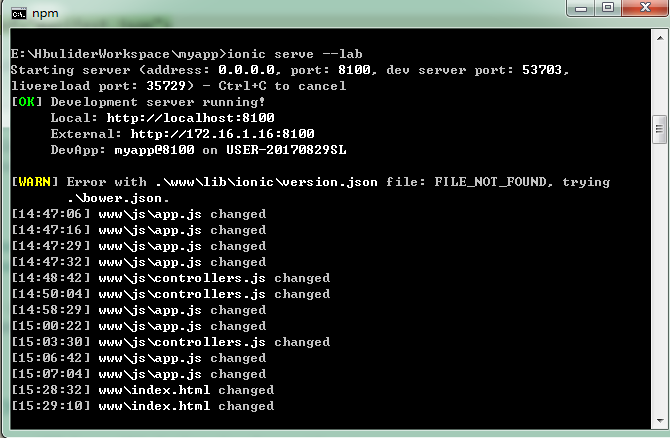 npm
E:\HbuliderWorkspace\myapp>ionic serve --lab
Starting server (address: 0.0.0.0, port: 8100, dev server port: 53703,
livereload port: 35729) - Ctrl+C to cancel
[OK] Development server running!
Local: http://localhost:8100
External: http://172.16.1.16:8100
DevApp: myapp@8100 on USER-20170829SL
[WARN] Error with .\www\lib\ionic\version.json file: FILE_NOT_FOUND, trying
.\bower.json.
[14:47:06] www\js\app.js changed
[14:47:16] www\js\app.js changed
[14:47:29] www\js\app.js changed
[14:47:32] www\js\app.js changed
[14:48:42] www\js\controllers.js changed
[14:50:04] www\js\controllers.js changed
[14:58:29] www\js\app.js changed
[15:00:22] www\js\app.js changed
[15:03:30] www\js\controllers.js changed
[15:06:42] www\js\app.js changed
[15:07:04] www\js\app.js changed
[15:28:32] www\index.html changed
[15:29:10] www\index.html changed